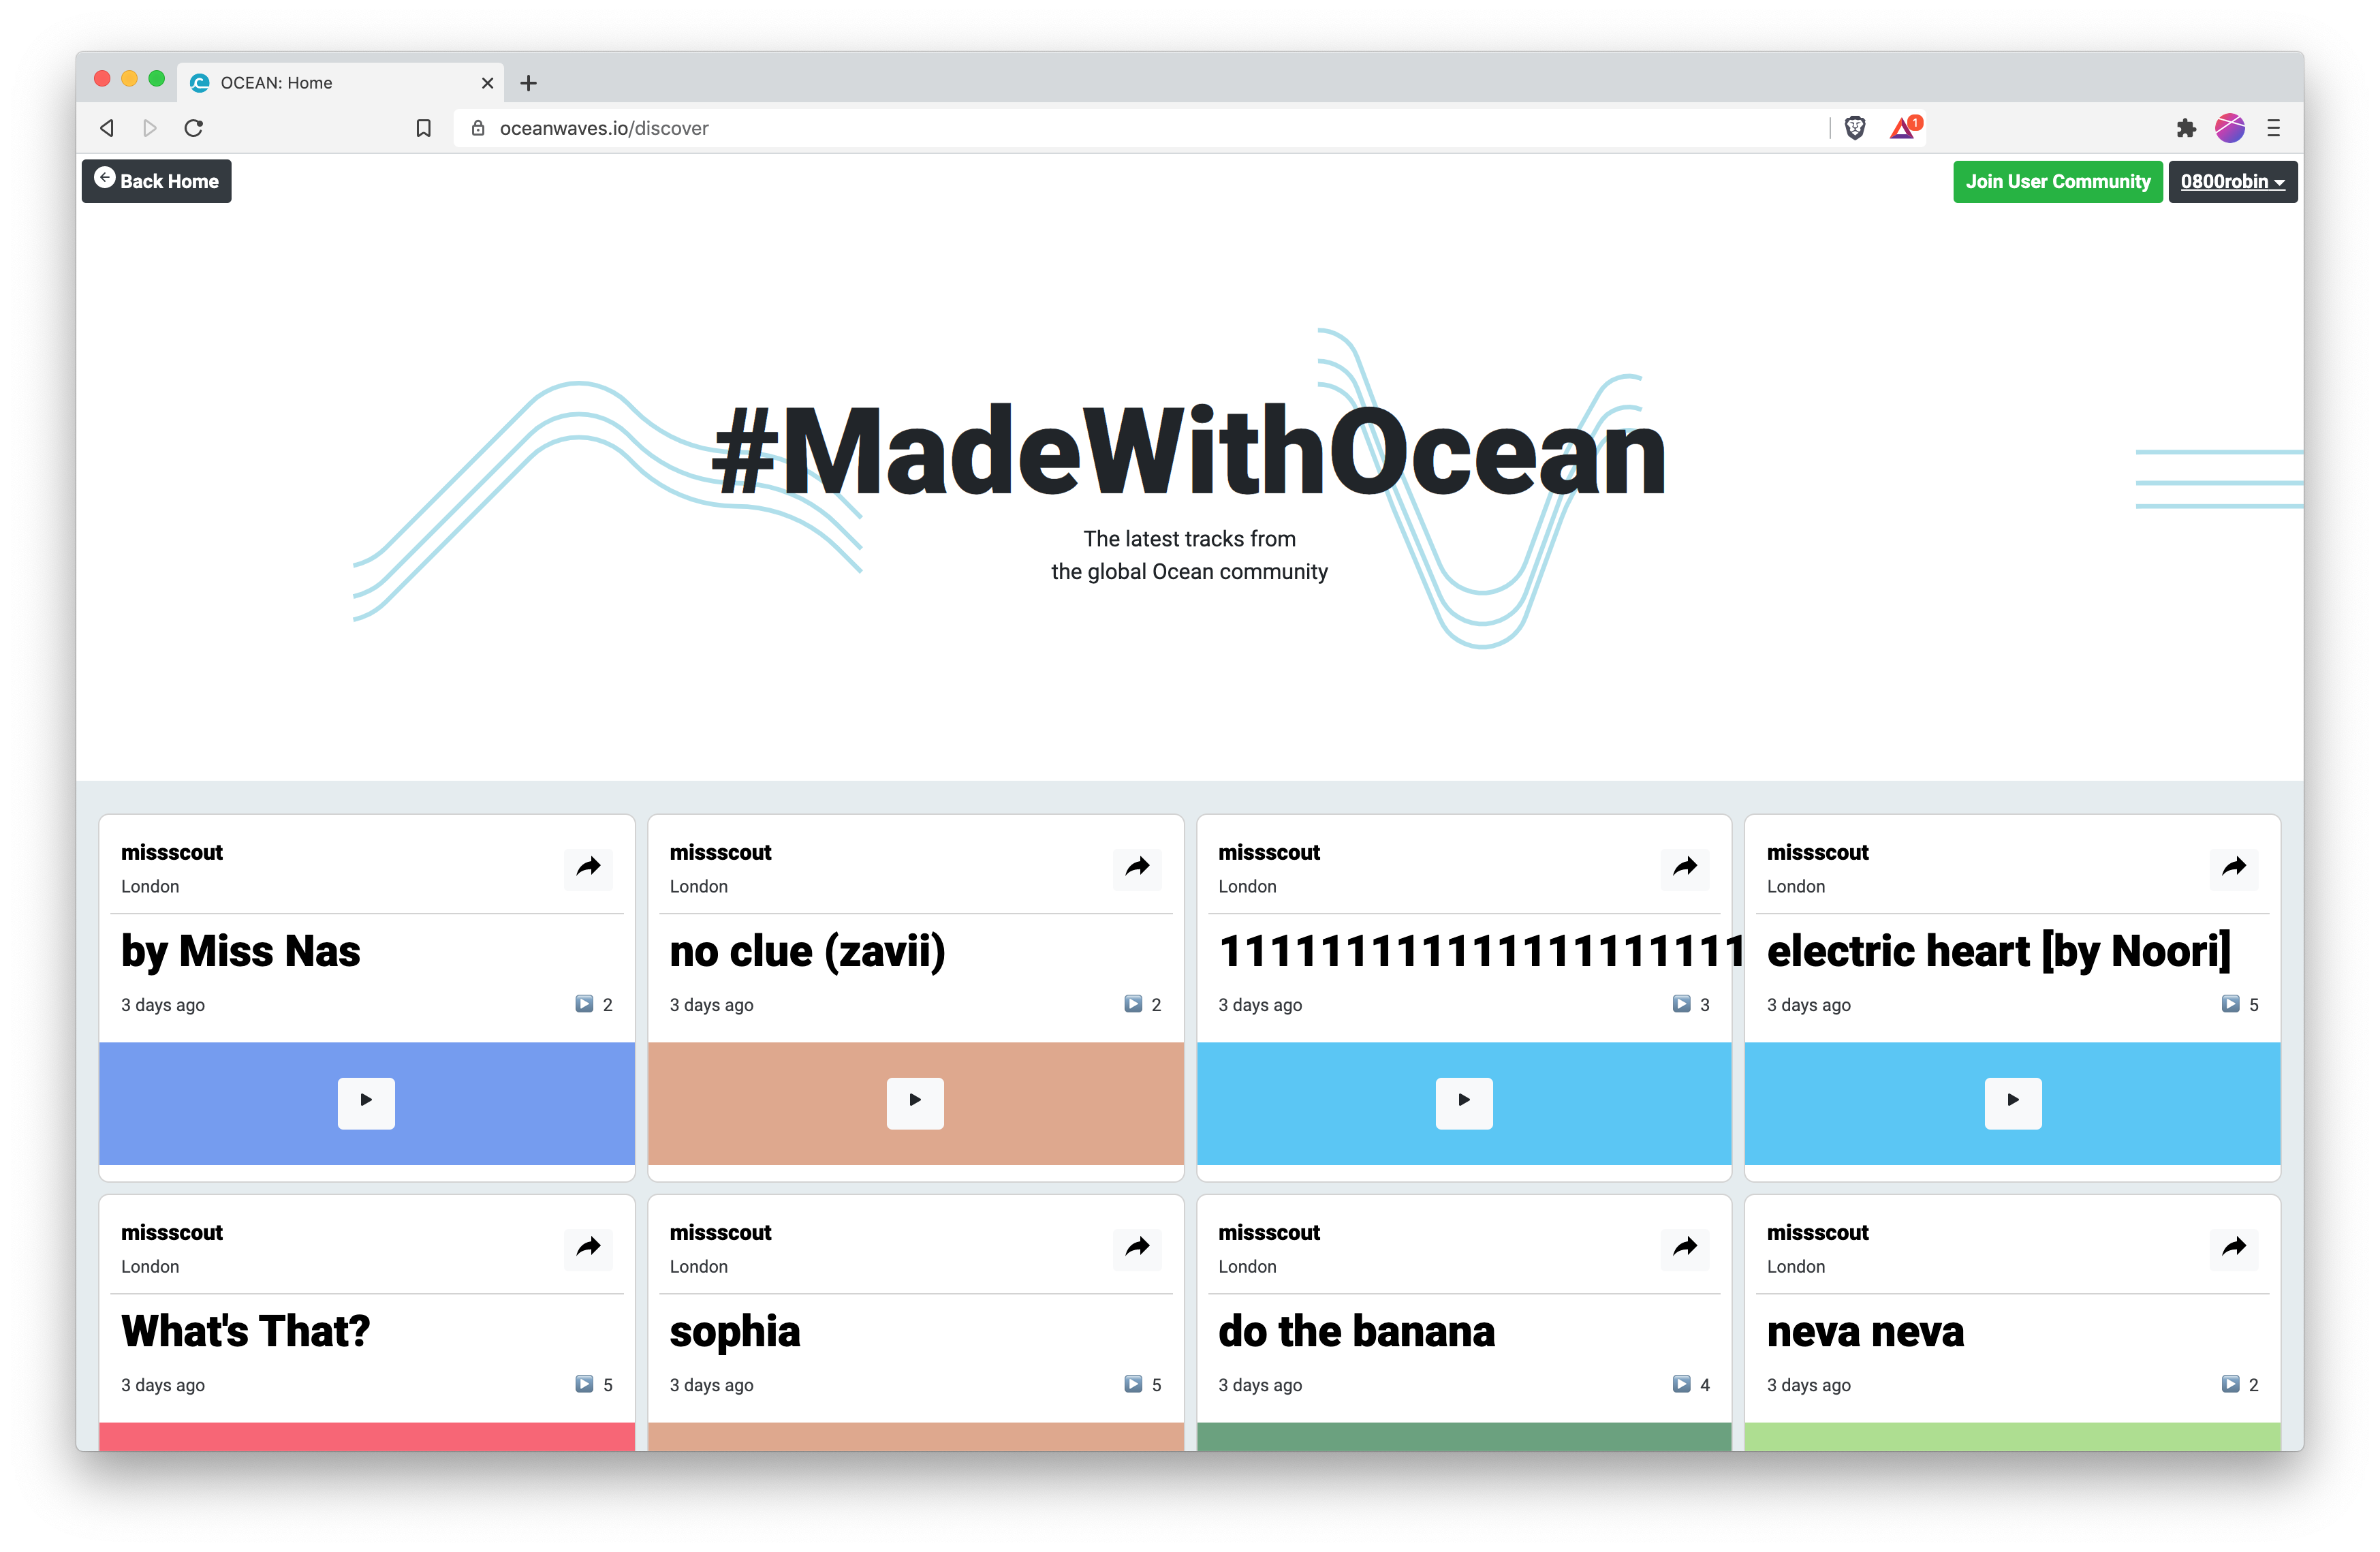 OCEAN: Home
oceanwaves.io/discover
1
Back Home
Join User Community
0800robin
#MadeWithOcean
The latest tracks from
the global Ocean community
missscout
London
by Miss Nas
3 days ago
2
missscout
London
no clue (zavii)
3 days ago
2
missscout
London
3 days ago
3
missscout
London
electric heart [by Noori]
3 days ago
5
missscout
London
What's That?
3 days ago
5
missscout
London
sophia
3 days ago
5
missscout
London
do the banana
3 days ago
4
missscout
London
neva neva
3 days ago
2